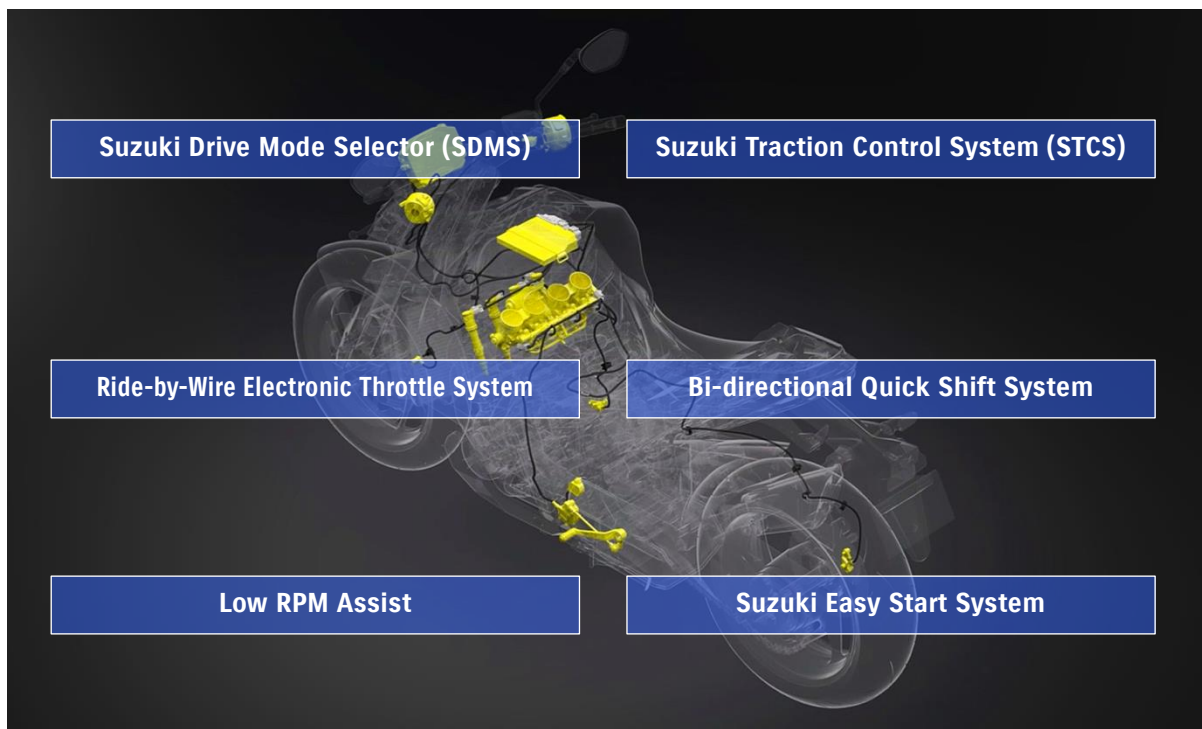 Suzuki Drive Mode Selector (SDMS)
Suzuki Traction Control System (STCS)
Ride-by-Wire Electronic Throttle System
Bi-directional Quick Shift System
Low RPM Assist
Suzuki Easy Start System